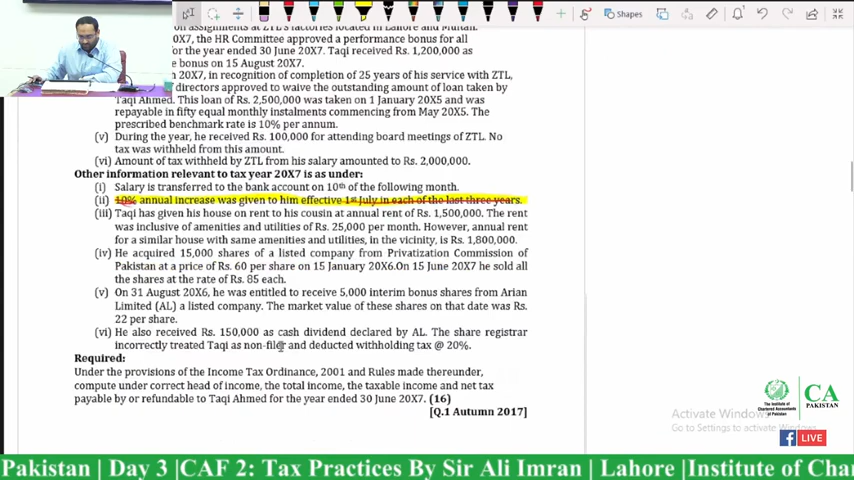 Shapes
on assignments at ZTL's factories located in Lahore and Multan.
0X7, the HR Committee approved a performance bonus for all
for the year ended 30 June 20X7. Taqi received Rs. 1,200,000 as
bonus on 15 August 20X7.
20X7, in recognition of completion of 25 years of his service with ZTL,
directors approved to waive the outstanding amount of loan taken by
Taqi Ahmed. This loan of Rs. 2,500,000 was taken on 1 January 20X5 and was
repayable in fifty equal monthly instalments commencing from May 20X5. The
prescribed benchmark rate is 10% per annum.
(v) During the year, he received Rs. 100,000 for attending board meetings of ZTL. No
tax was withheld from this amount.
(vi) Amount of tax withheld by ZTL from his salary amounted to Rs. 2,000,000.
Other information relevant to tax year 20X7 is as under:
(i) Salary is transferred to the bank account on 10th of the following month.
(ii) 10% annual increase was given to him effective 1st July in each of the last three years.
(iii) Taqi has given his house on rent to his cousin at annual rent of Rs. 1,500,000. The rent
was inclusive of amenities and utilities of Rs. 25,000 per month. However, annual rent
for a similar house with same amenities and utilities, in the vicinity, is Rs. 1,800,000.
(iv) He acquired 15,000 shares of a listed company from Privatization Commission of
Pakistan at a price of Rs. 60 per share on 15 January 20X6.On 15 June 20X7 he sold all
the shares at the rate of Rs. 85 each.
(v) On 31 August 20X6, he was entitled to receive 5,000 interim bonus shares from Arian
Limited (AL) a listed company. The market value of these shares on that date was Rs.
22 per share.
(vi) He also received Rs. 150,000 as cash dividend declared by AL. The share registrar
incorrectly treated Taqi as non-filer and deducted withholding tax @ 20%.
Required:
Under the provisions of the Income Tax Ordinance, 2001 and Rules made thereunder,
compute under correct head of income, the total income, the taxable income and net tax
payable by or refundable to Taqi Ahmed for the year ended 30 June 20X7. (16)
[Q.1 Autumn 2017]
Activate Windows
Go to Settings to activate Windows.
The Institute of
Chartered Accountants
of Pakistan
CA
PAKISTAN
LIVE
Pakistan | Day 3 |CAF 2: Tax Practices By Sir Ali Imran | Lahore |Institute of Char